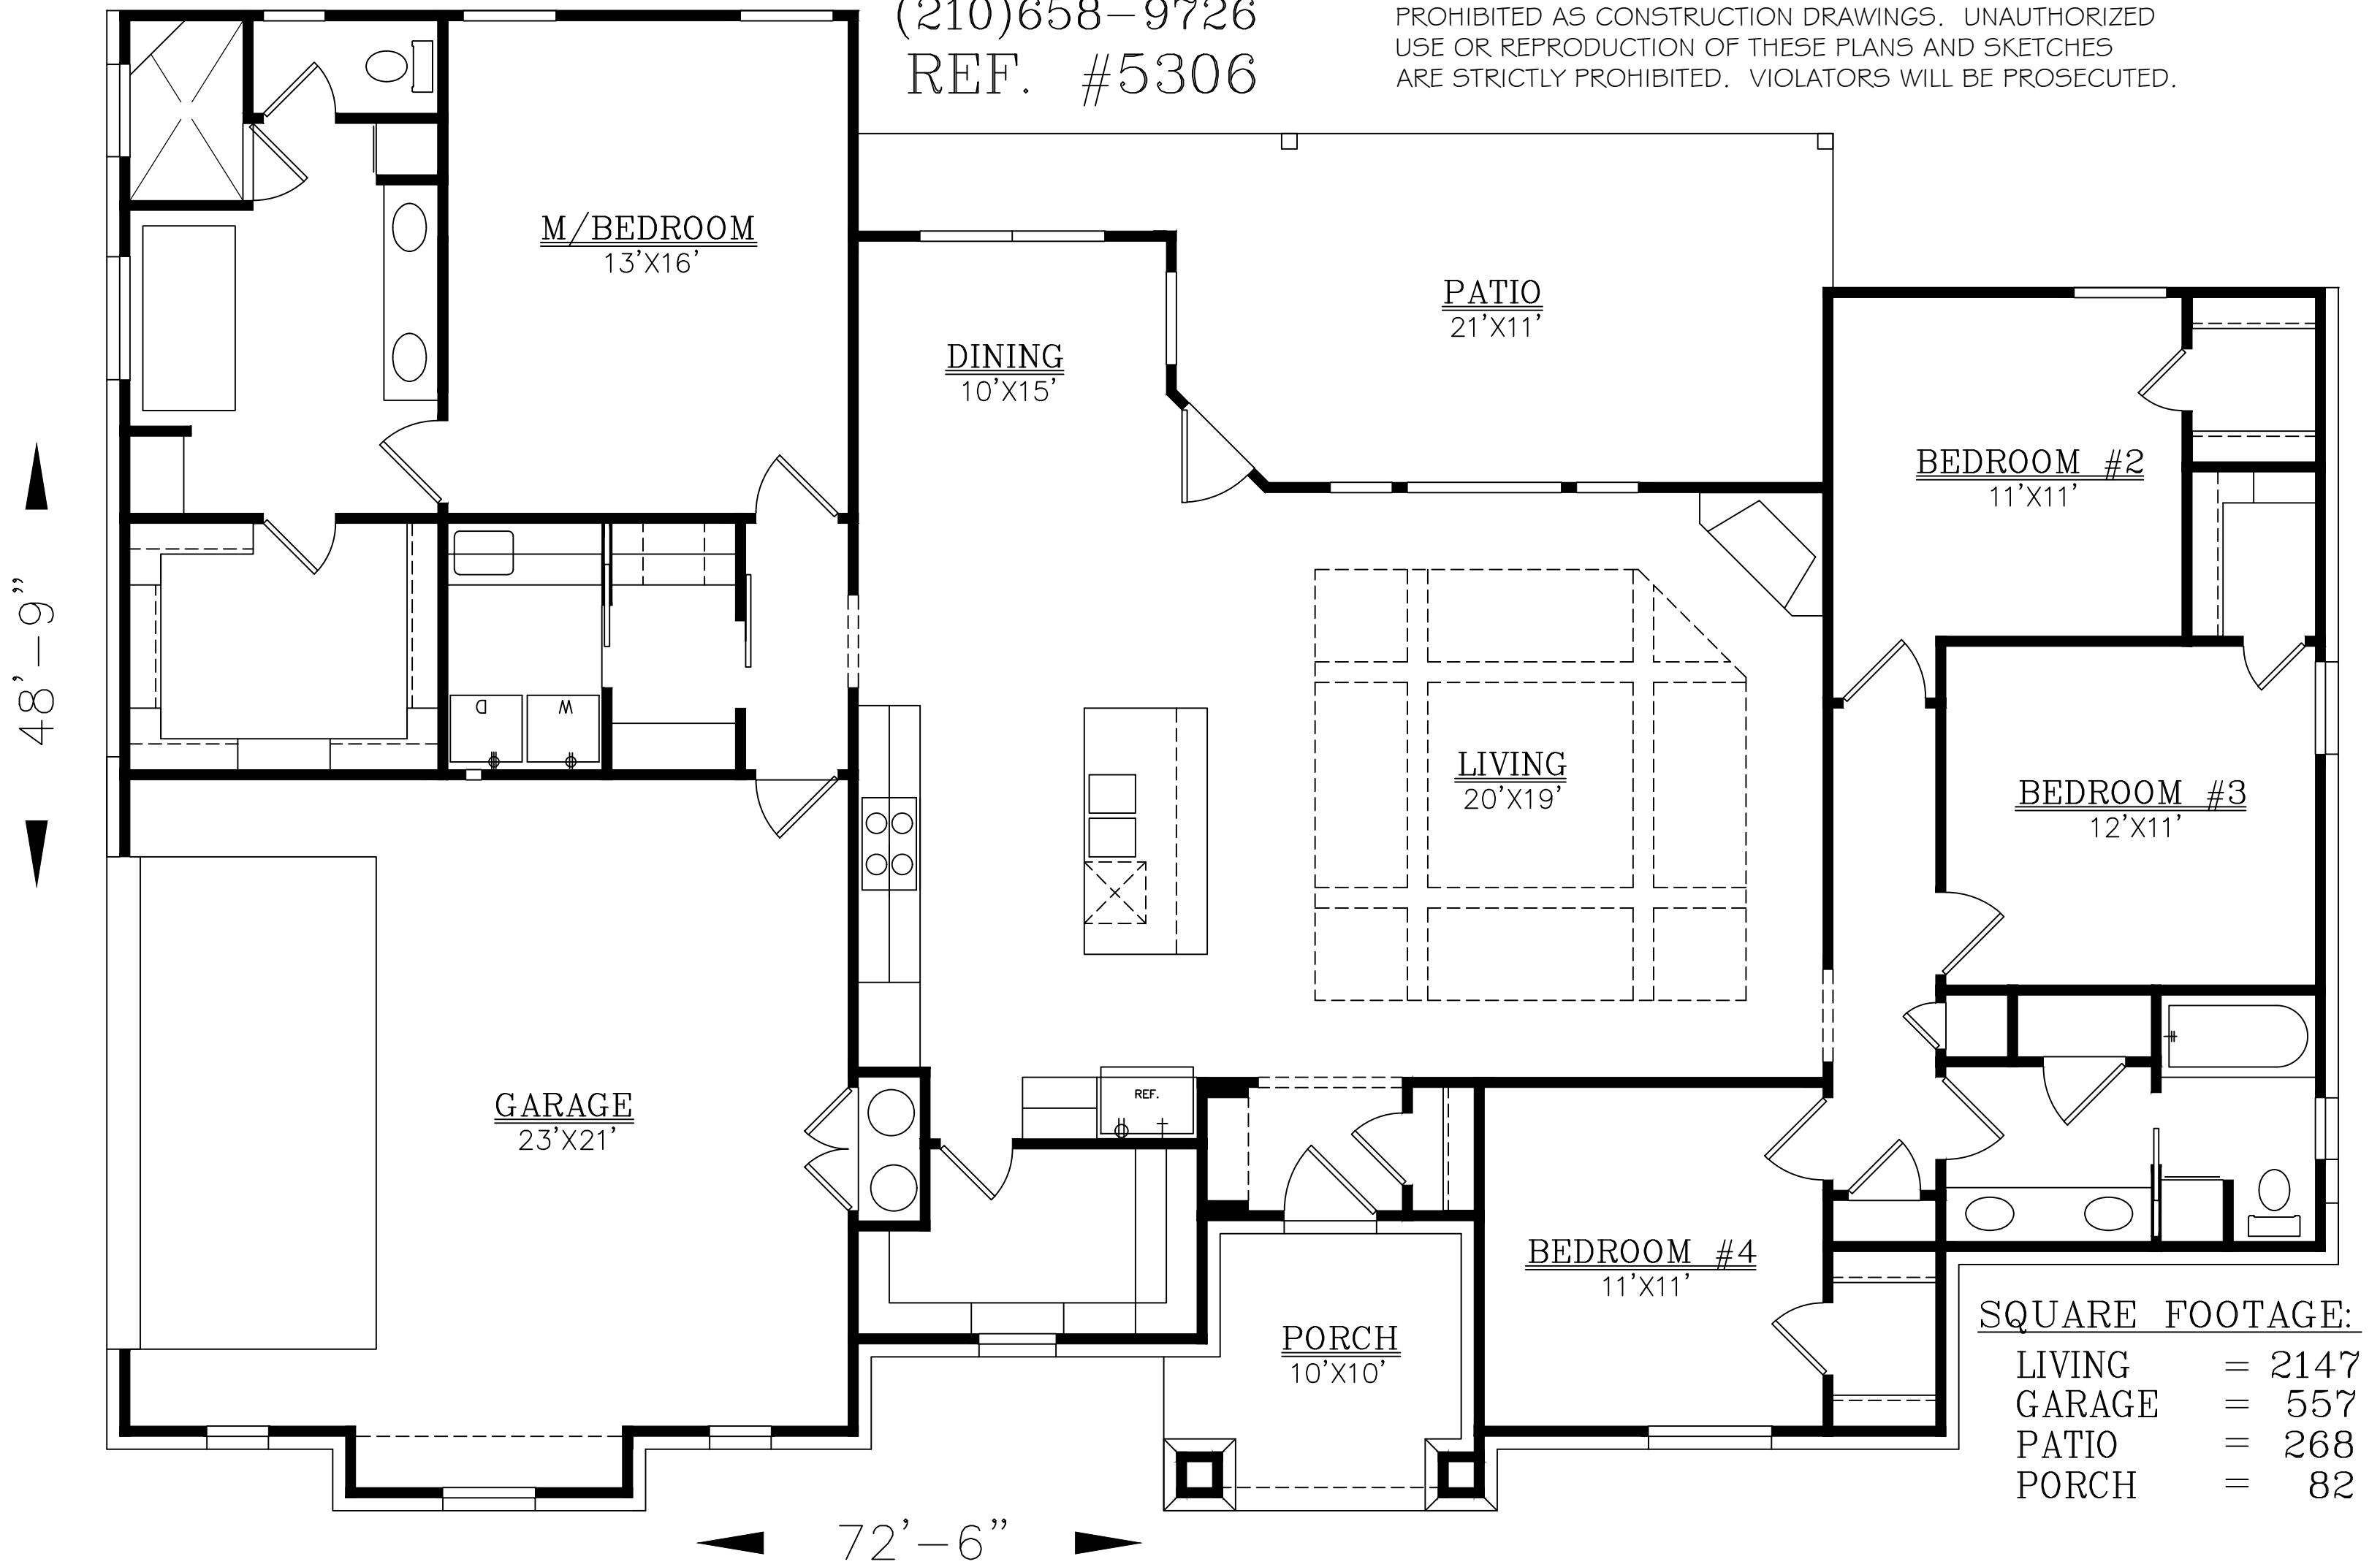 (210)658-9726
REF. #5306
PROHIBITED AS CONSTRUCTION DRAWINGS. UNAUTHORIZED
USE OR REPRODUCTION OF THESE PLANS AND SKETCHES
ARE STRICTLY PROHIBITED. VIOLATORS WILL BE PROSECUTED.
M/BEDROOM
13'X16'
PATIO
21'X11'
DINING
10'X15'
BEDROOM #2
11'X11'
48'-9"
D
W
LIVING
20'X19'
BEDROOM #3
12'X11'
GARAGE
23'X21'
REF.
BEDROOM #4
11'X11'
PORCH
10'X10'
SQUARE FOOTAGE:
LIVING = 2147
GARAGE = 557
PATIO = 268
PORCH = 82
72'-6"